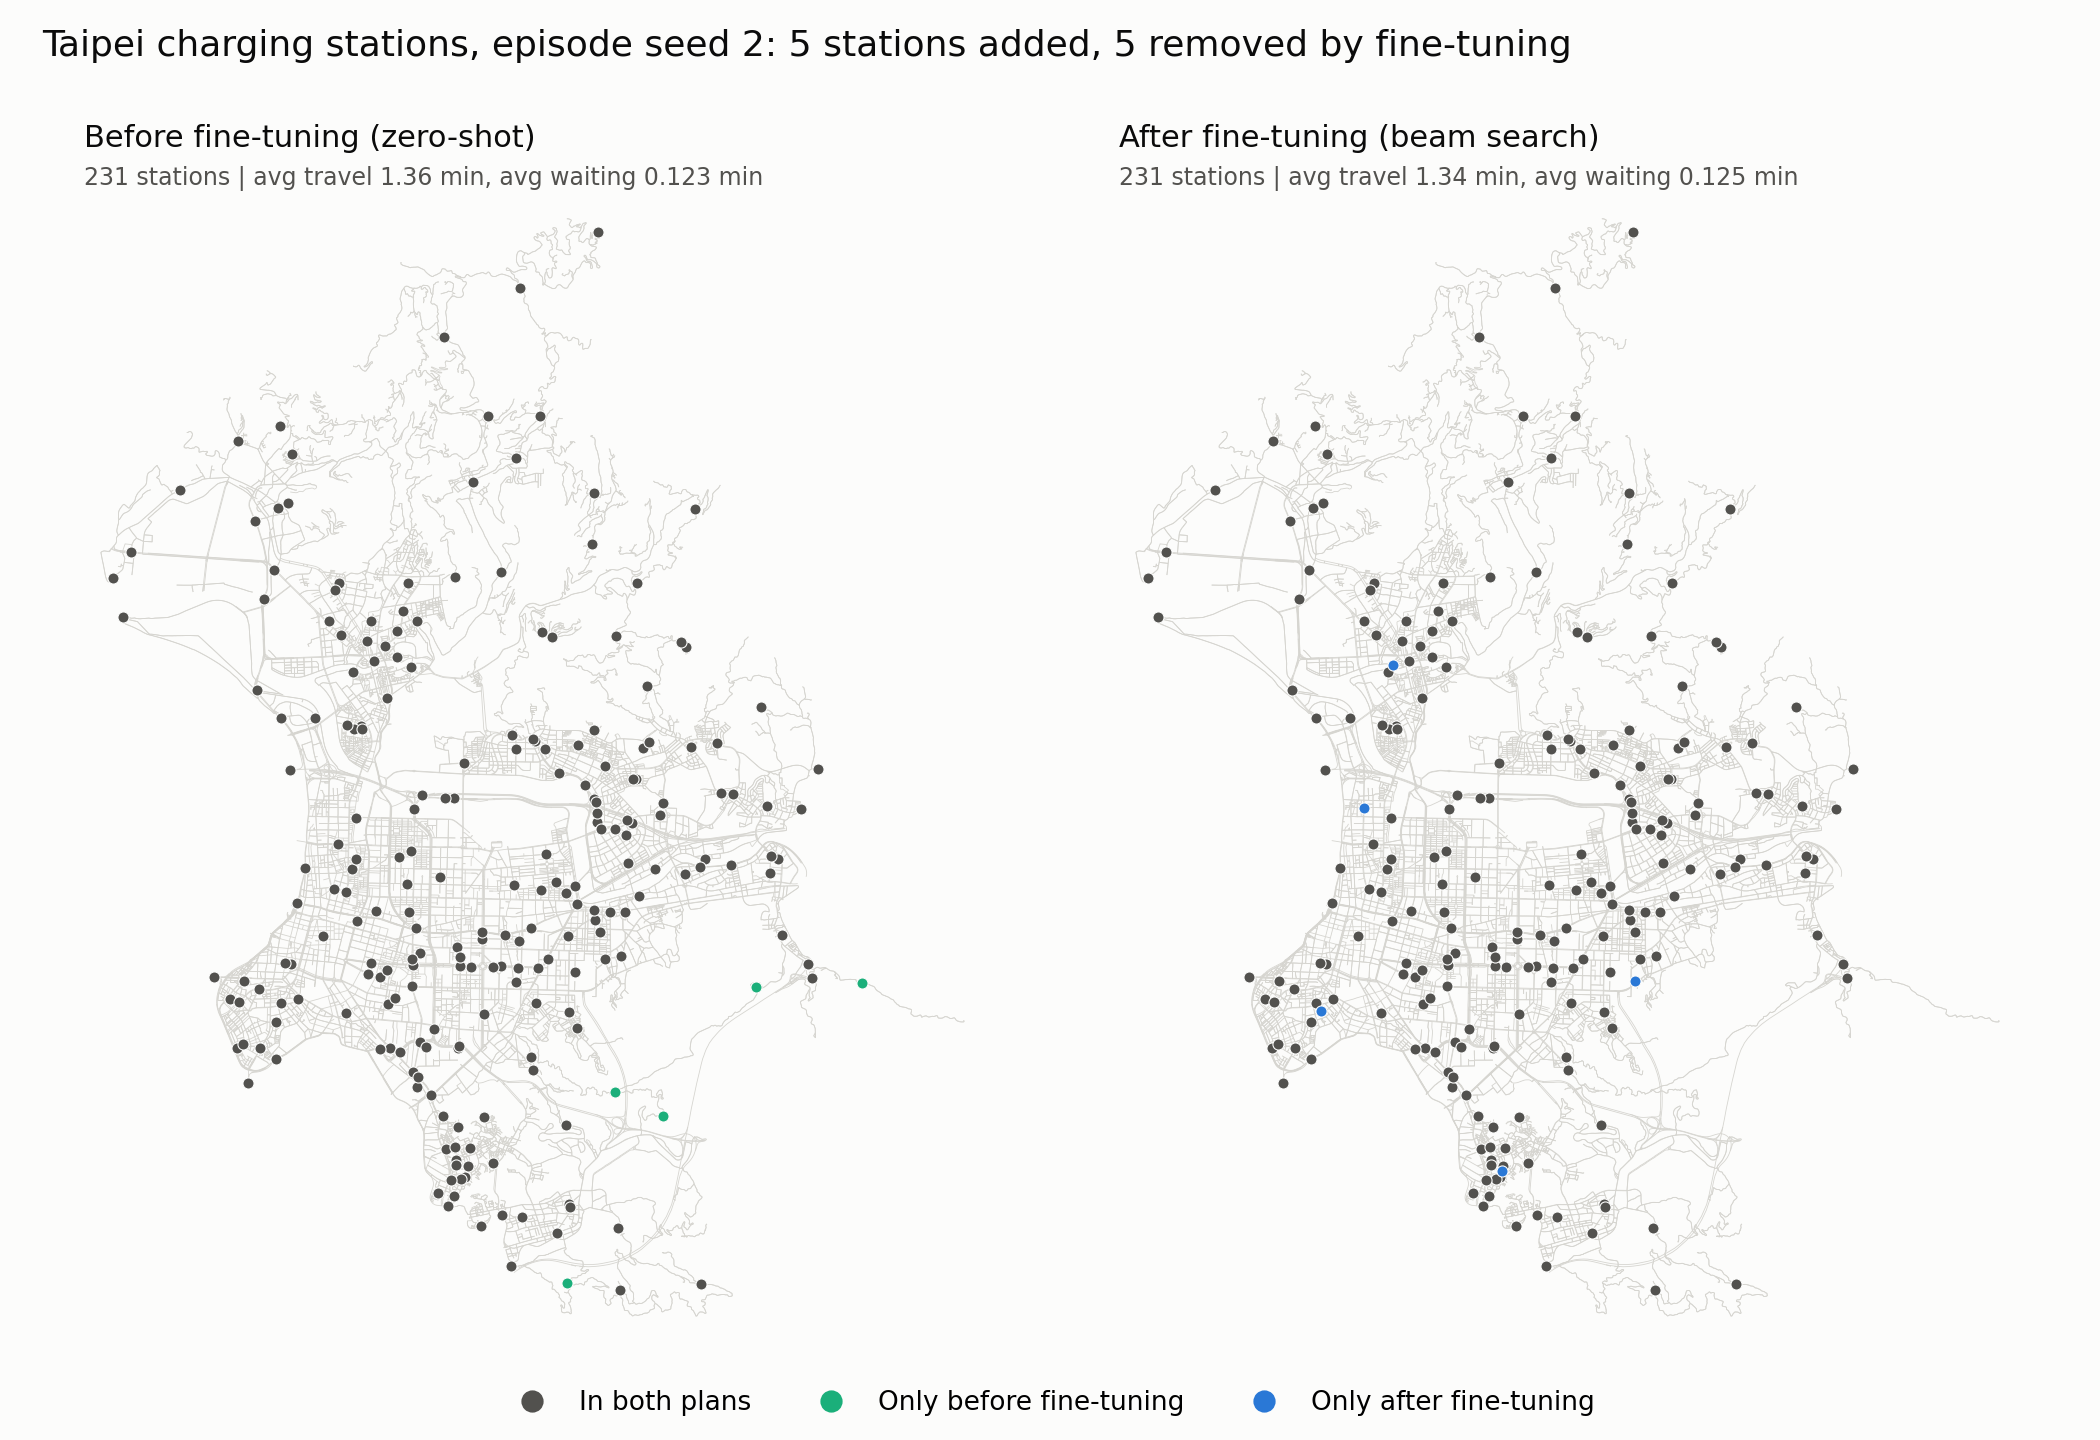 Taipei charging stations, episode seed 2: 5 stations added, 5 removed by fine-tuning
Before fine-tuning (zero-shot)
231 stations | avg travel 1.36 min, avg waiting 0.123 min
After fine-tuning (beam search)
231 stations | avg travel 1.34 min, avg waiting 0.125 min
In both plans
Only before fine-tuning
Only after fine-tuning